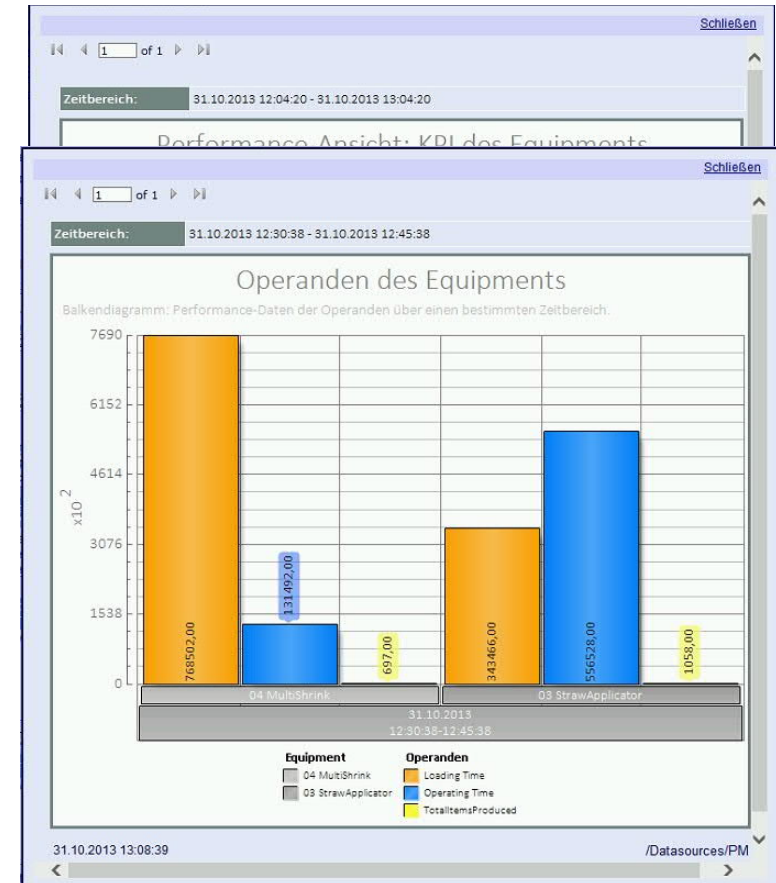 Schließen
1 of 1
Zeitbereich: 31.10.2013 12:04:20 - 31.10.2013 13:04:20
Performance-Ansicht: KPI des Equipments
Schließen
1 of 1
Zeitbereich: 31.10.2013 12:30:38 - 31.10.2013 12:45:38
Operanden des Equipments
Balkendiagramm: Performance-Daten der Operanden über einen bestimmten Zeitbereich.
7690
6152
4614
3076
1538
0
x10 2
768502,00
131492,00
697,00
343466,00
556528,00
1058,00
04 MultiShrink 03 StrawApplicator
31.10.2013
12:30:38-12:45:38
Equipment Operanden
04 MultiShrink Loading Time
03 StrawApplicator Operating Time
TotalItemsProduced
31.10.2013 13:08:39 /Datasources/PM